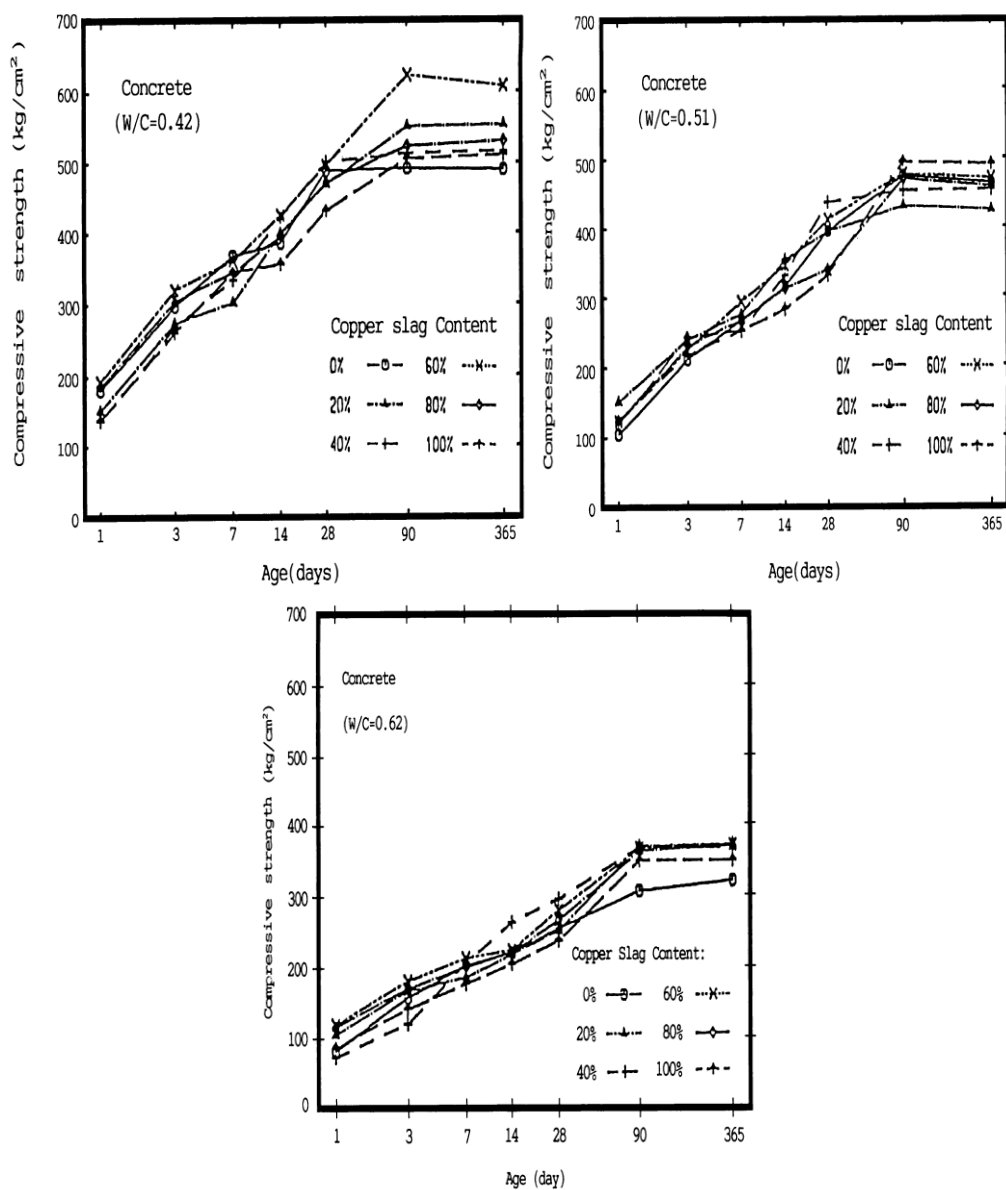 Compressive strength (kg/cm²)
700
600
500
400
300
200
100
0
Concrete
(W/C=0.42)
Copper slag Content
0% 60%
20% 80%
40% 100%
1 3 7 14 28 90 365
Age(days)
Compressive strength (kg/cm²)
700
600
500
400
300
200
100
0
Concrete
(W/C=0.51)
Copper slag Content
0% 60%
20% 80%
40% 100%
1 3 7 14 28 90 365
Age(days)
Compressive strength (kg/cm²)
700
600
500
400
300
200
100
0
Concrete
(W/C=0.62)
Copper Slag Content:
0% 60%
20% 80%
40% 100%
1 3 7 14 28 90 365
Age (day)